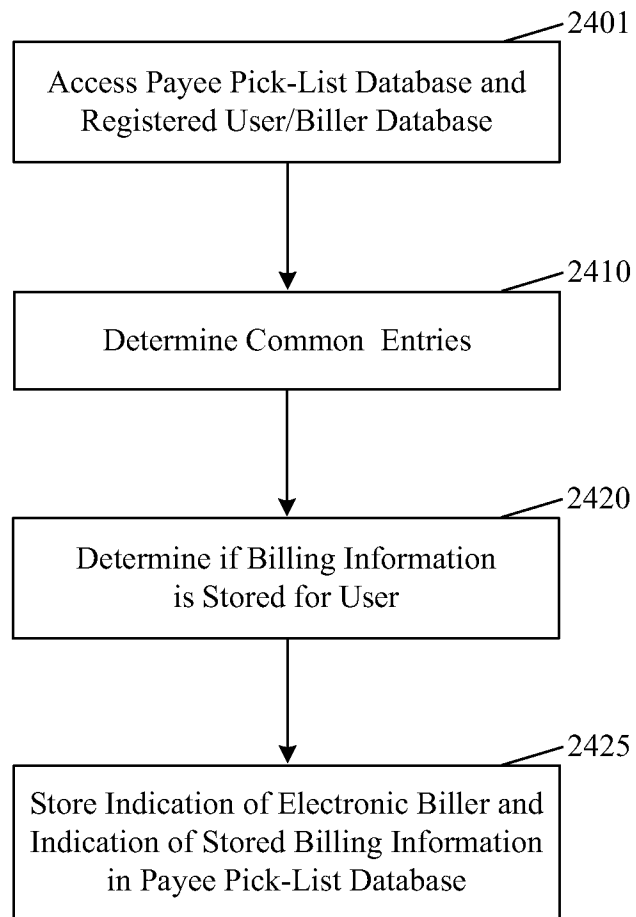 2401
Access Payee Pick-List Database and
Registered User/Biller Database
2410
Determine Common Entries
2420
Determine if Billing Information
is Stored for User
2425
Store Indication of Electronic Biller and
Indication of Stored Billing Information
in Payee Pick-List Database